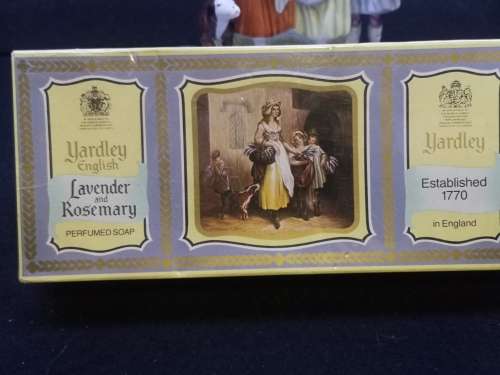 Yardley
English
Lavender
and
Rosemary
PERFUMED SOAP
Yardley
Established
1770
in England